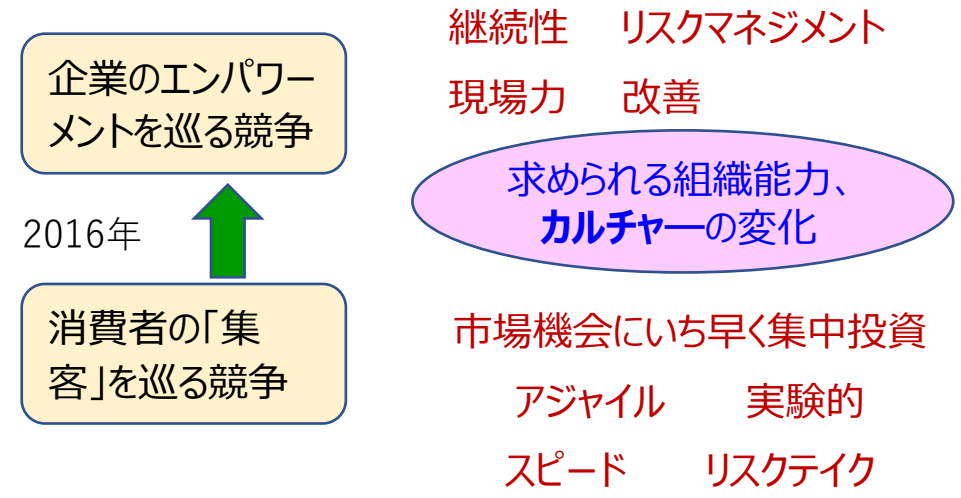 継続性 リスクマネジメント
企業のエンパワー
メントを巡る競争
現場力 改善
求められる組織能力、
カルチャーの変化
2016年
消費者の「集
客」を巡る競争
市場機会にいち早く集中投資
アジャイル 実験的
スピード リスクテイク